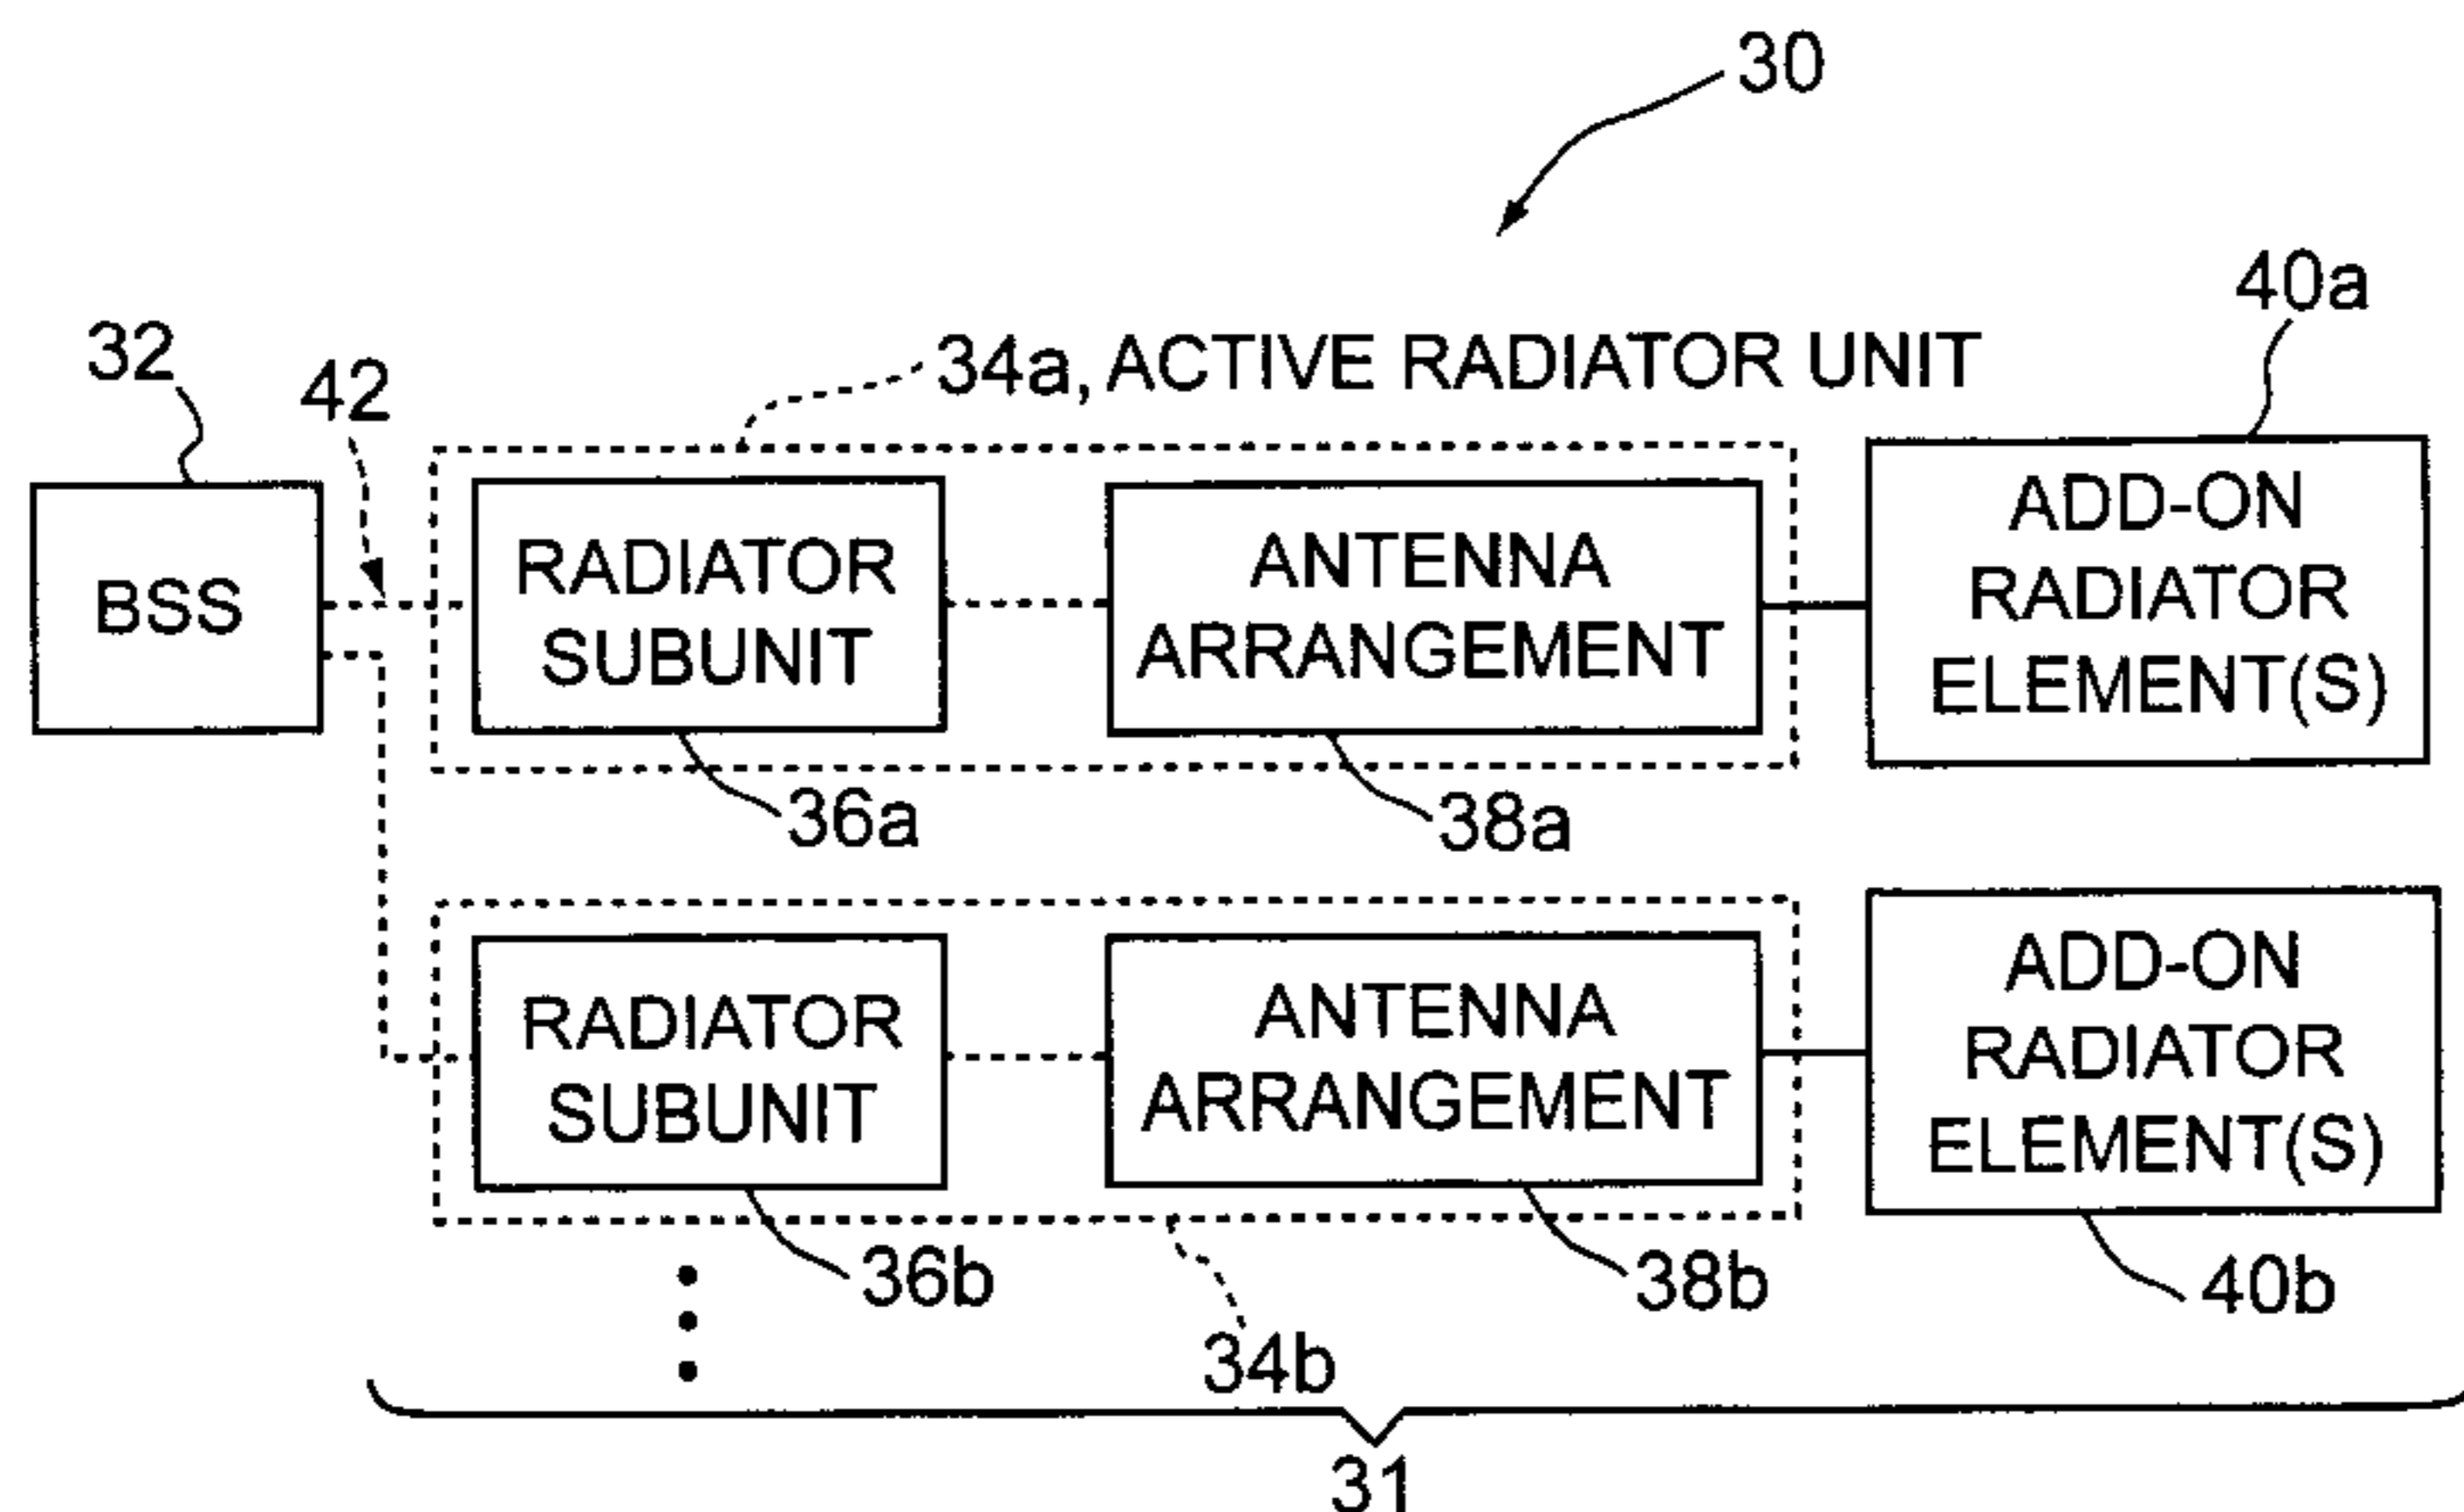 30
40a
32
42
34a, ACTIVE RADIATOR UNIT
BSS
RADIATOR
SUBUNIT
ANTENNA
ARRANGEMENT
ADD-ON
RADIATOR
ELEMENT(S)
36a
38a
RADIATOR
SUBUNIT
ANTENNA
ARRANGEMENT
ADD-ON
RADIATOR
ELEMENT(S)
36b
38b
40b
34b
31